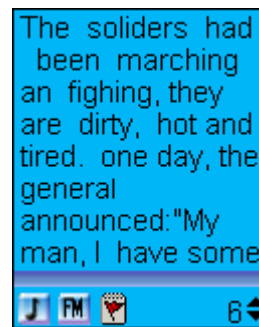 The soliders had
been marching
an fighing, they
are dirty, hot and
tired. one day, the
general
announced:"My
man, I have some
FM 6